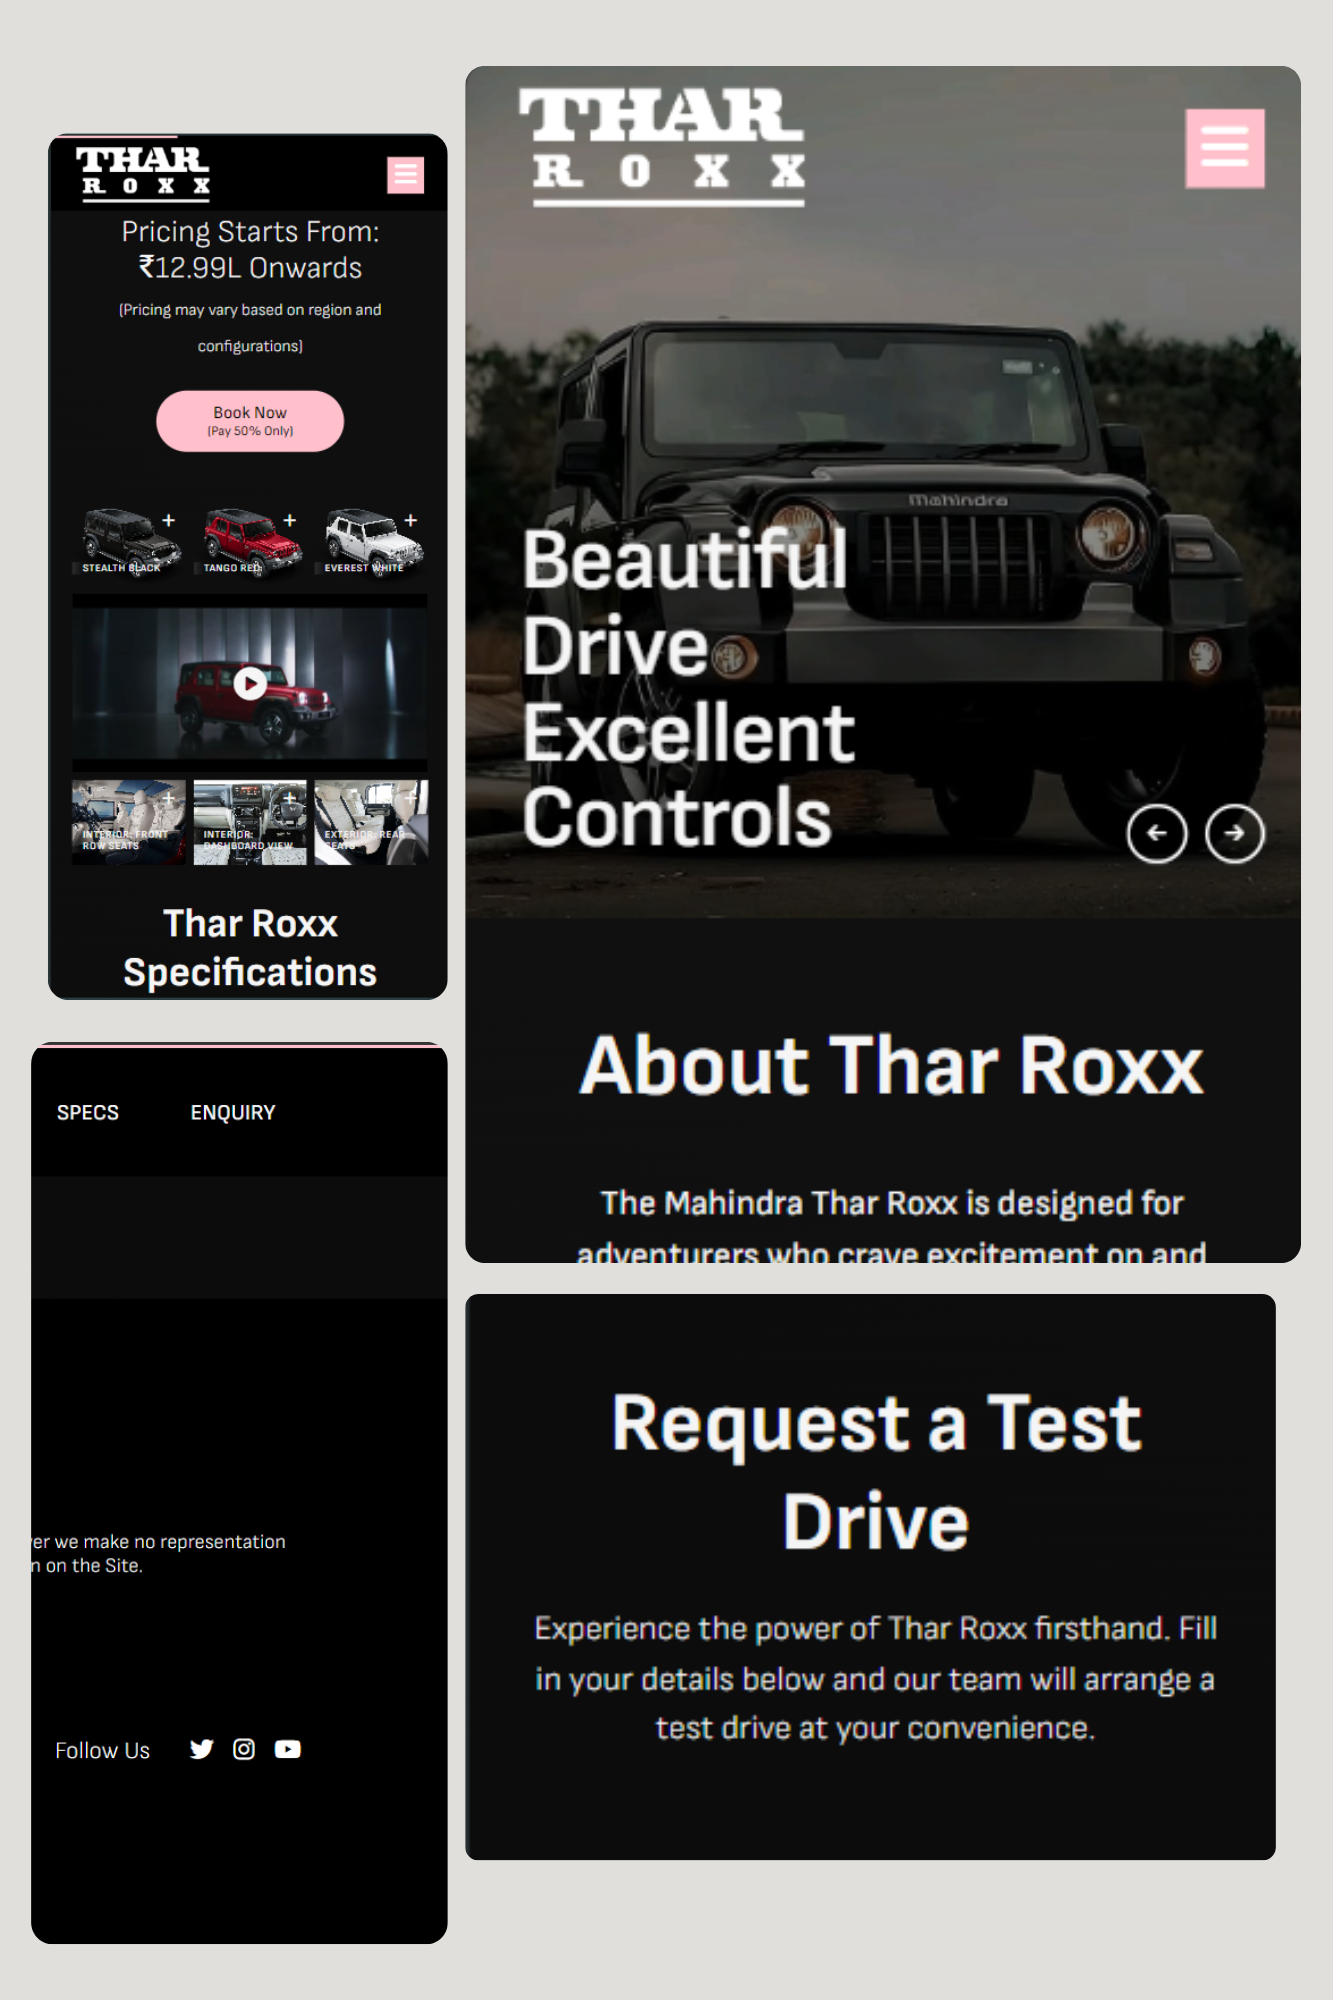 THAR
ROXX
Pricing Starts From:
₹12.99L Onwards
(Pricing may vary based on region and
configurations)
Book Now
(Pay 50% Only)
STEALTH BLACK
TANGO RED
EVEREST WHITE
INTERIOR: FRONT
ROW SEATS
INTERIOR:
DASHBOARD VIEW
EXTERIOR: REAR
SEATS
Thar Roxx
Specifications
THAR
ROXX
mahindra
Beautiful
Drive
Excellent
Controls
About Thar Roxx
The Mahindra Thar Roxx is designed for
adventurers who crave excitement on and
SPECS
ENQUIRY
we make no representation
on the Site.
Follow Us
Request a Test
Drive
Experience the power of Thar Roxx firsthand. Fill
in your details below and our team will arrange a
test drive at your convenience.